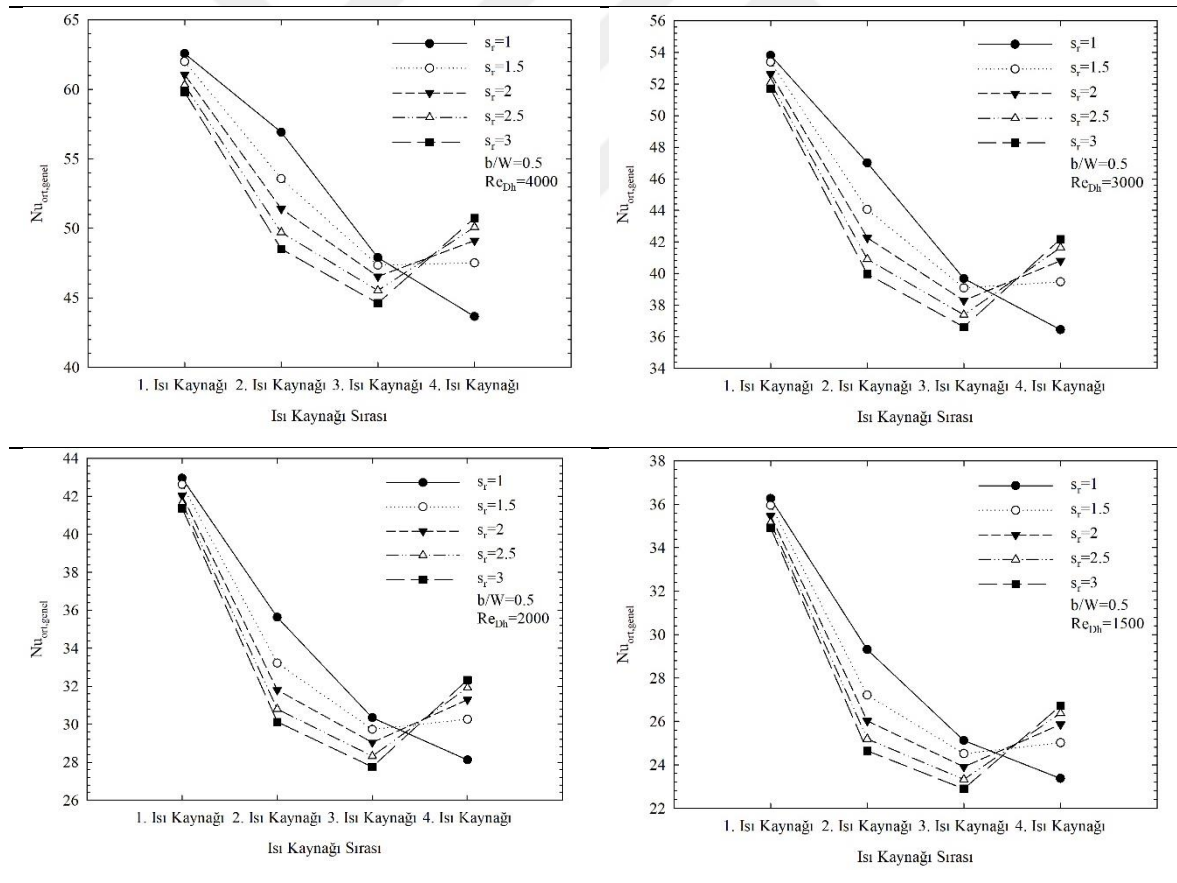 65
60
55
50
45
40
Nu_ort,genel
s_r=1
s_r=1.5
s_r=2
s_r=2.5
s_r=3
b/W=0.5
Re_Dh=4000
1. Isı Kaynağı 2. Isı Kaynağı 3. Isı Kaynağı 4. Isı Kaynağı
Isı Kaynağı Sırası
56
54
52
50
48
46
44
42
40
38
36
34
Nu_ort,genel
s_r=1
s_r=1.5
s_r=2
s_r=2.5
s_r=3
b/W=0.5
Re_Dh=3000
1. Isı Kaynağı 2. Isı Kaynağı 3. Isı Kaynağı 4. Isı Kaynağı
Isı Kaynağı Sırası
44
42
40
38
36
34
32
30
28
26
Nu_ort,genel
s_r=1
s_r=1.5
s_r=2
s_r=2.5
s_r=3
b/W=0.5
Re_Dh=2000
1. Isı Kaynağı 2. Isı Kaynağı 3. Isı Kaynağı 4. Isı Kaynağı
Isı Kaynağı Sırası
38
36
34
32
30
28
26
24
22
Nu_ort,genel
s_r=1
s_r=1.5
s_r=2
s_r=2.5
s_r=3
b/W=0.5
Re_Dh=1500
1. Isı Kaynağı 2. Isı Kaynağı 3. Isı Kaynağı 4. Isı Kaynağı
Isı Kaynağı Sırası